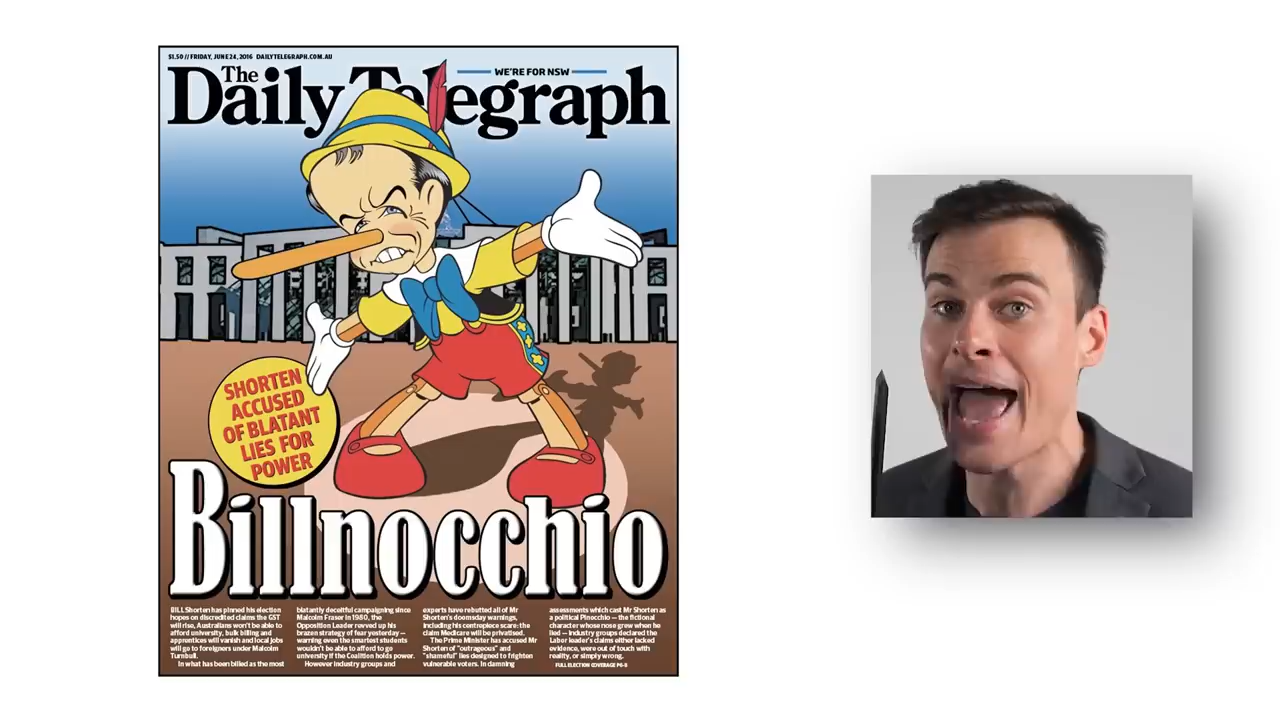 $1.50 // FRIDAY, JUNE 24, 2016 DAILYTELEGRAPH.COM.AU
WE'RE FOR NSW
The
Daily Telegraph
SHORTEN
ACCUSED
OF BLATANT
LIES FOR
POWER
Billnocchio
BILL Shorten has pinned his election
hopes on discredited claims the GST
will rise, Australians won't be able to
afford university, bulk billing and
apprentices will vanish and local jobs
will go to foreigners under Malcolm
Turnbull.
In what has been billed as the most
blatantly deceitful campaigning since
Malcolm Fraser in 1980, the
Opposition Leader revved up his
brazen strategy of fear yesterday —
warning even the smartest students
wouldn't be able to afford to go
university if the Coalition holds power.
However industry groups and
experts have rebutted all of Mr
Shorten's doomsday warnings,
including his centrepiece scare: the
claim Medicare will be privatised.
The Prime Minister has accused Mr
Shorten of "outrageous" and
"shameful" lies designed to frighten
vulnerable voters. In damning
assessments which cast Mr Shorten as
a political Pinocchio — the fictional
character whose nose grew when he
lied — industry groups declared the
Labor leader's claims either lacked
evidence, were out of touch with
reality, or simply wrong.
FULL ELECTION COVERAGE P6-8